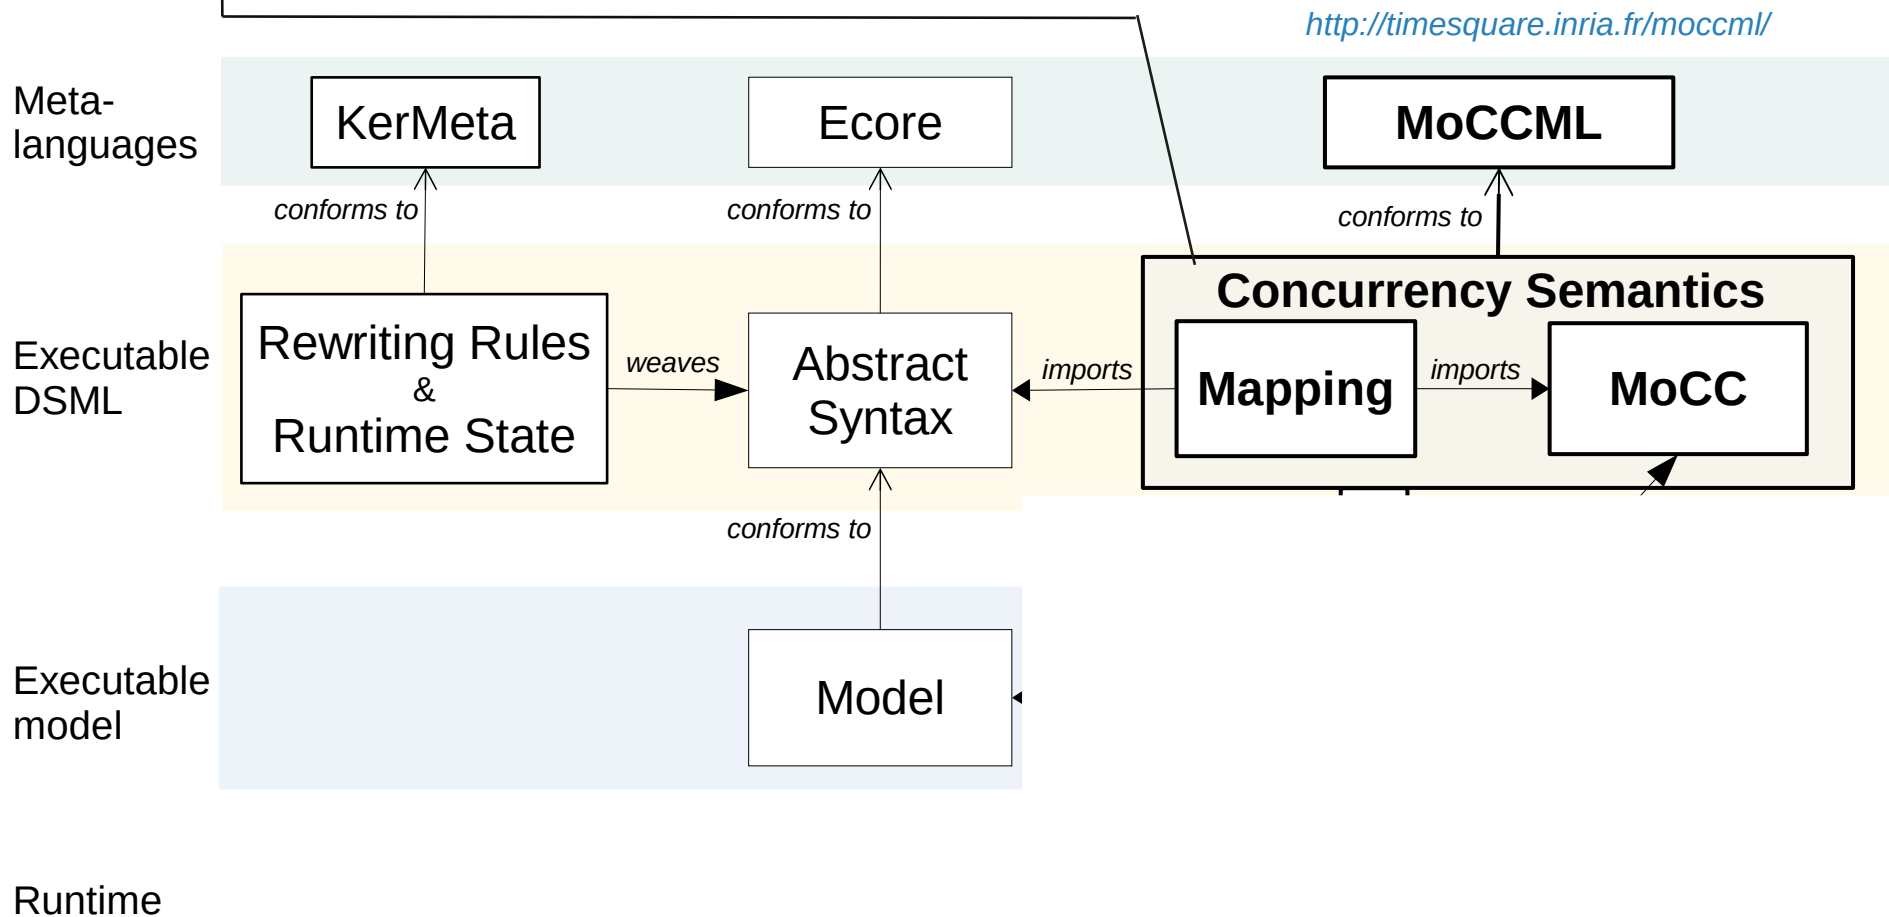 http://timesquare.inria.fr/moccml/
Meta-
languages
KerMeta
Ecore
MoCCML
conforms to
conforms to
conforms to
Executable
DSML
Rewriting Rules
&
Runtime State
weaves
Abstract
Syntax
imports
Concurrency Semantics
Mapping
imports
MoCC
conforms to
Executable
model
Model
Runtime